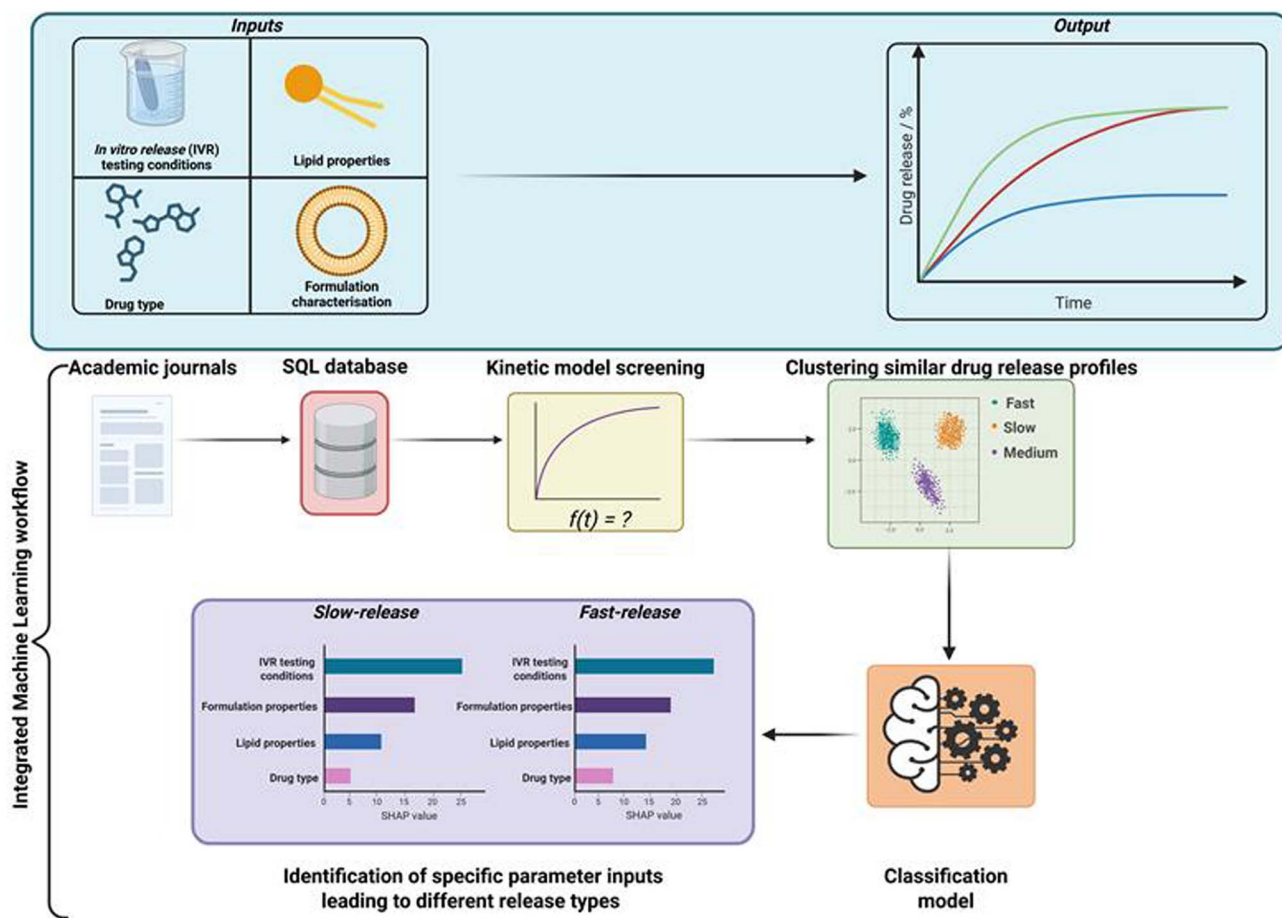 Inputs
In vitro release (IVR)
testing conditions
Lipid properties
Drug type
Formulation
characterisation
Output
Drug release / %
Time
Integrated Machine Learning workflow
Academic journals
SQL database
Kinetic model screening
f(t) = ?
Clustering similar drug release profiles
Fast
Slow
Medium
Slow-release
IVR testing
conditions
Formulation properties
Lipid properties
Drug type
0 5 10 15 20 25
SHAP value
Fast-release
IVR testing
conditions
Formulation properties
Lipid properties
Drug type
0 5 10 15 20 25
SHAP value
Identification of specific parameter inputs
leading to different release types
Classification
model